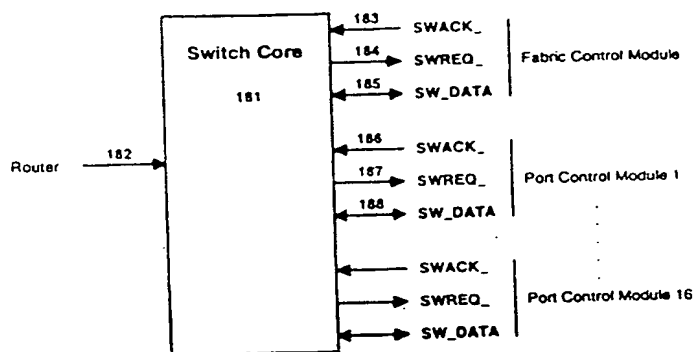 183 SWACK_
Switch Core 184 SWREQ_ Fabric Control Module
181 185 SW_DATA
186 SWACK_
Router 182 187 SWREQ_ Port Control Module 1
188 SW_DATA
SWACK_
SWREQ_ Port Control Module 16
SW_DATA